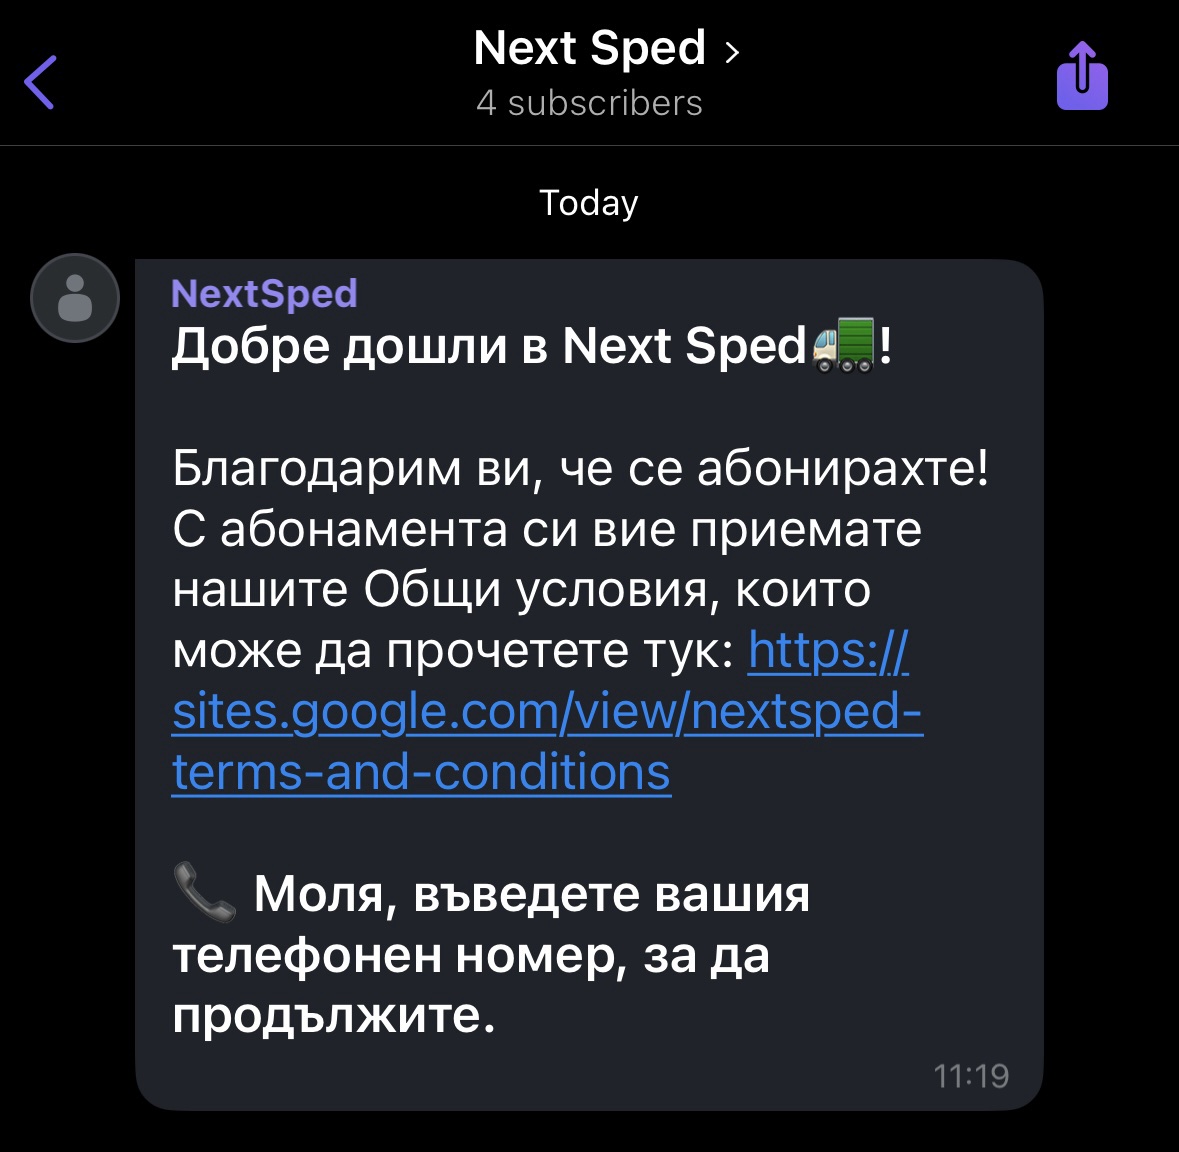 Next Sped
4 subscribers
Today
NextSped
Добре дошли в Next Sped🚛!
Благодарим ви, че се абонирахте!
С абонамента си вие приемате
нашите Общи условия, които
може да прочетете тук: https://
sites.google.com/view/nextsped-
terms-and-conditions
📞 Моля, въведете вашия
телефонен номер, за да
продължите.
11:19